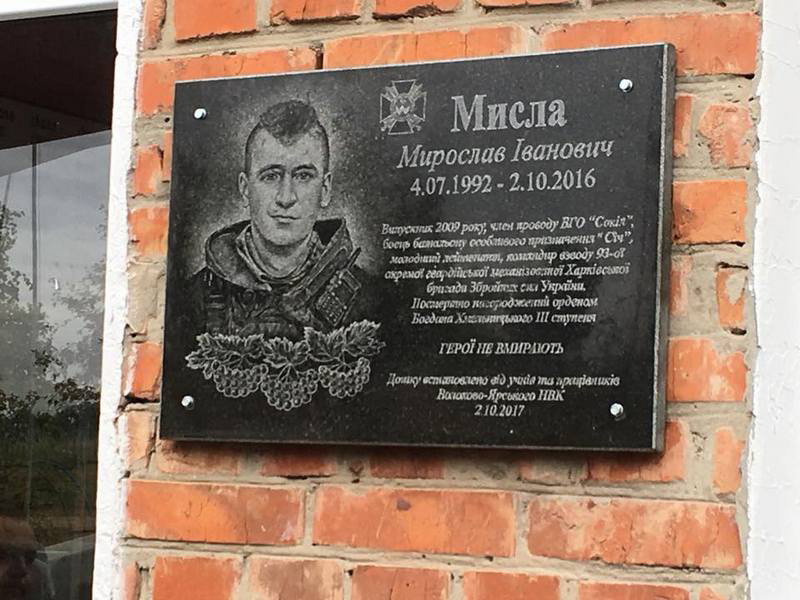 Мисла
Мирослав Іванович
4.07.1992 - 2.10.2016
Випускник 2009 року, член проводу ВГО "Сокіл",
боєць батальону особливого призначення "Січ",
молодший лейтенант, командир взводу 93-ої
окремої гвардійської механізованої Харківської
бригади Збройних сил України.
Посмертно нагороджений орденом
Богдана Хмельницького III ступеня
ГЕРОЇ НЕ ВМИРАЮТЬ
Дошку встановлено від учнів та працівників
Волохово-Ярського НВК
2.10.2017